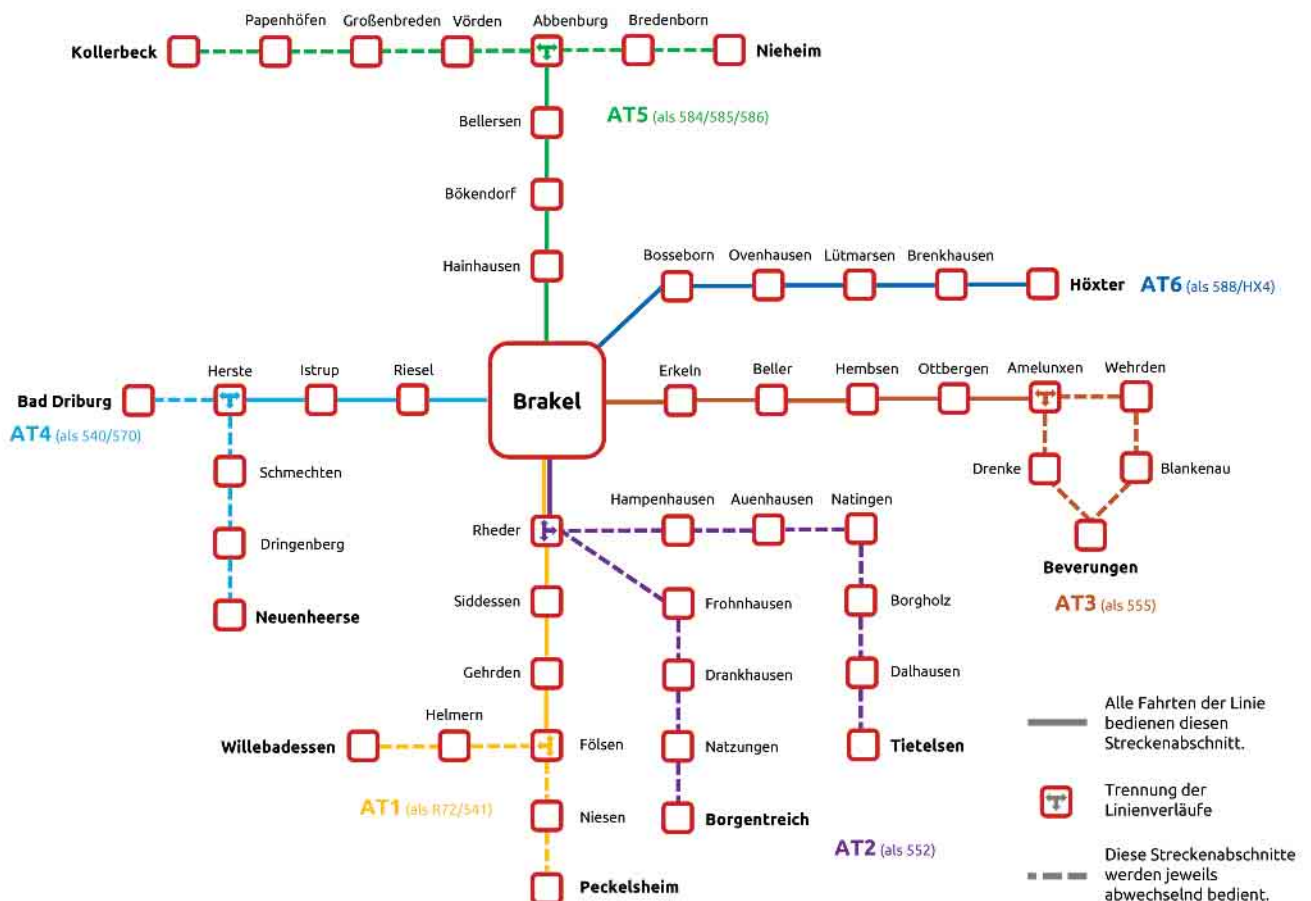 Papenhöfen
Großenbreden
Vörden
Abbenburg
Bredenborn
Kollerbeck
Nieheim
AT5 (als 584/585/586)
Bellersen
Bökendorf
Hainhausen
Bosseborn
Ovenhausen
Lütmarsen
Brenkhausen
Höxter
AT6 (als 588/HX4)
Herste
Istrup
Riesel
Erkeln
Beller
Hembsen
Ottbergen
Amelunxen
Wehrden
Bad Driburg
Brakel
AT4 (als 540/570)
Schmechten
Drenke
Blankenau
Hampenhausen
Auenhausen
Natingen
Rheder
Dringenberg
Beverungen
AT3 (als 555)
Siddessen
Frohnhausen
Borgholz
Neuenheerse
Gehrden
Drankhausen
Dalhausen
Helmern
Willebadessen
Fölsen
Natzungen
Tietelsen
AT1 (als R72/541)
Niesen
Borgentreich
AT2 (als 552)
Peckelsheim
Alle Fahrten der Linie
bedienen diesen
Streckenabschnitt.
Trennung der
Linienverläufe
Diese Streckenabschnitte
werden jeweils
abwechselnd bedient.